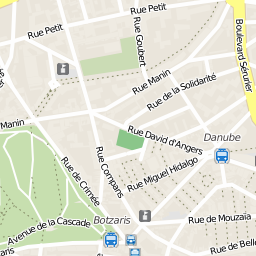 Rue Petit
Rue Petit
Rue Goubert
Boulevard Sérurier
Rue Manin
Rue de la Solidarité
Manin
Rue David d'Angers
Danube
Rue de Crimée
Rue Compans
Rue Miguel Hidalgo
Avenue de la Cascade
Botzaris
Rue de Mouzaïa
Rue de Belle